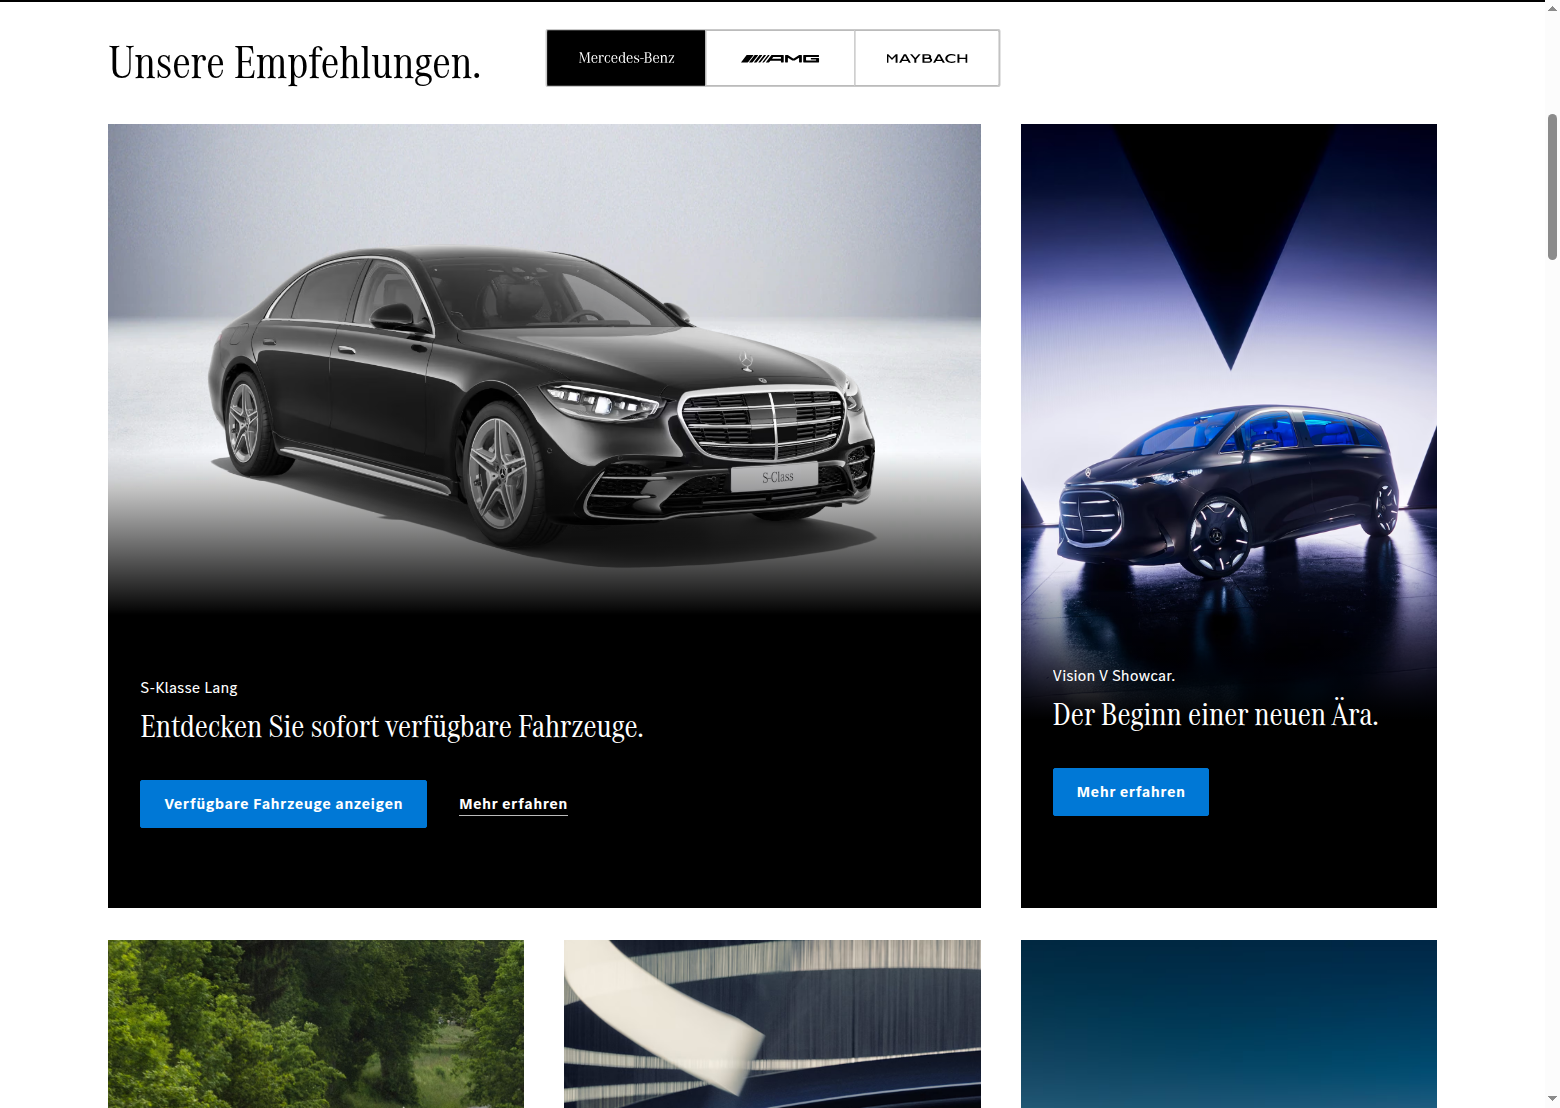 Unsere Empfehlungen.
Mercedes-Benz
AMG
MAYBACH
S-Class
S-Klasse Lang
Entdecken Sie sofort verfügbare Fahrzeuge.
Verfügbare Fahrzeuge anzeigen
Mehr erfahren
Vision V Showcar.
Der Beginn einer neuen Ära.
Mehr erfahren